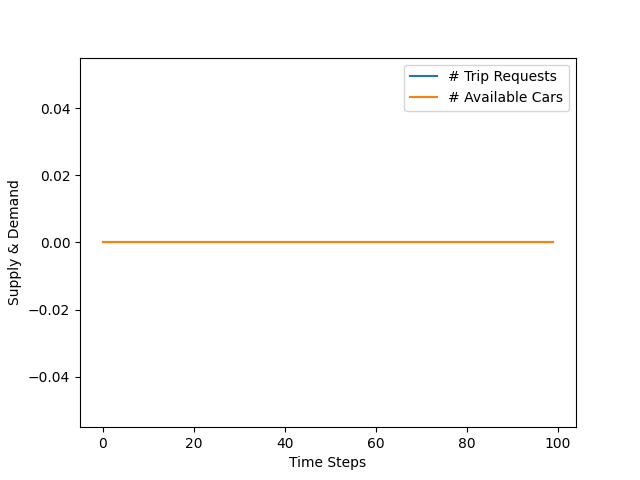 # Trip Requests
# Available Cars
0.04
0.02
0.00
−0.02
−0.04
Supply & Demand
0 20 40 60 80 100
Time Steps